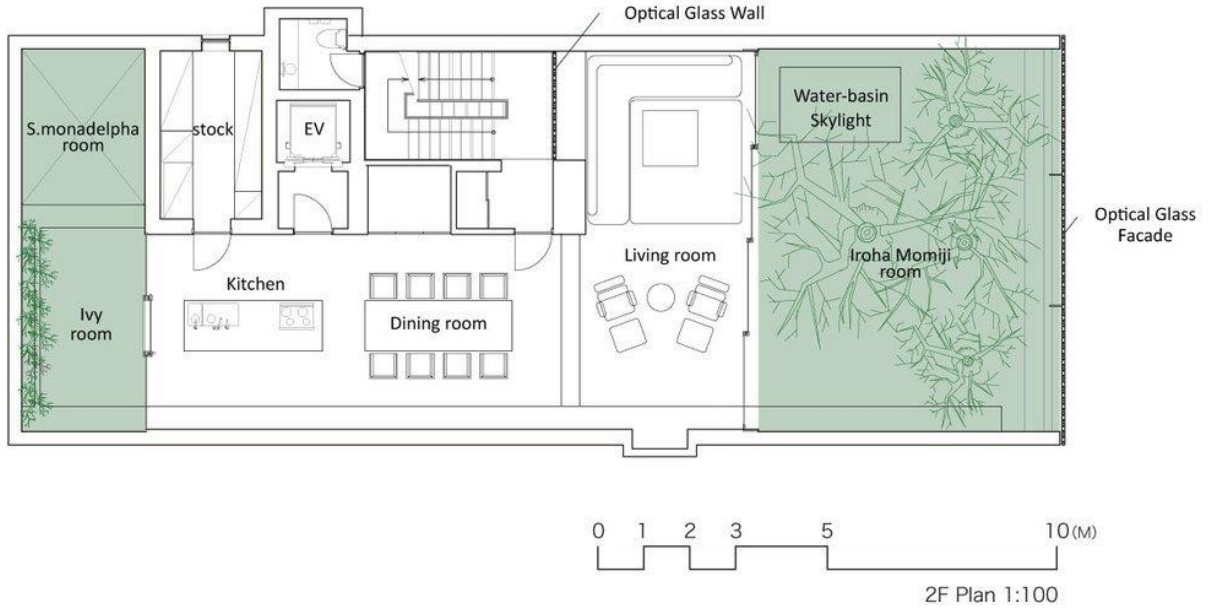 Optical Glass Wall
S.monadelpha
room
stock
EV
Water-basin
Skylight
Optical Glass
Facade
Living room
Iroha Momiji
room
Kitchen
Ivy
room
Dining room
0 1 2 3 5 10 (M)
2F Plan 1:100